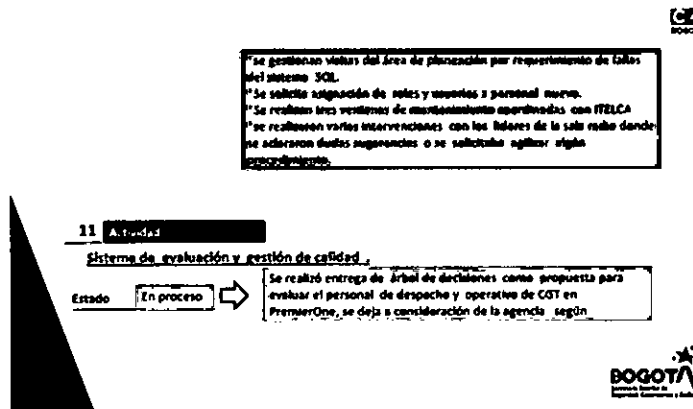 C4
*se gestionan visitas del área de planeación por requerimiento de fallas
del sistema SOL.
*Se solicita asignación de roles y usuarios a personal nuevo.
*Se realizan tres ventanas de mantenimiento coordinadas con ITELCA
*se realizaron varias intervenciones con los lideres de la sala radio donde
se aclararon dudas sugerencias o se solicitaba agilizar algún
procedimiento.
11 Actividad
Sistema de evaluación y gestión de calidad .
Estado En proceso
Se realizó entrega de árbol de decisiones como propuesta para
evaluar el personal de despacho y operativo de CGT en
PremierOne, se deja a consideración de la agencia según
BOGOTÁ